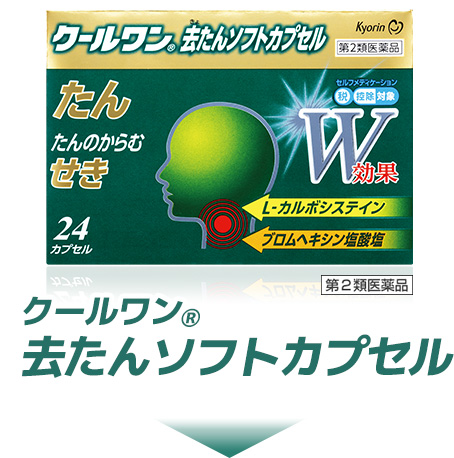 Kyorin
クールワン® 去たんソフトカプセル
第2類医薬品
セルフメディケーション
税 控除 対象
たん
たんのからむ
せき
W効果
L-カルボシステイン
ブロムヘキシン塩酸塩
24
カプセル
第2類医薬品
クールワン®
去たんソフトカプセル